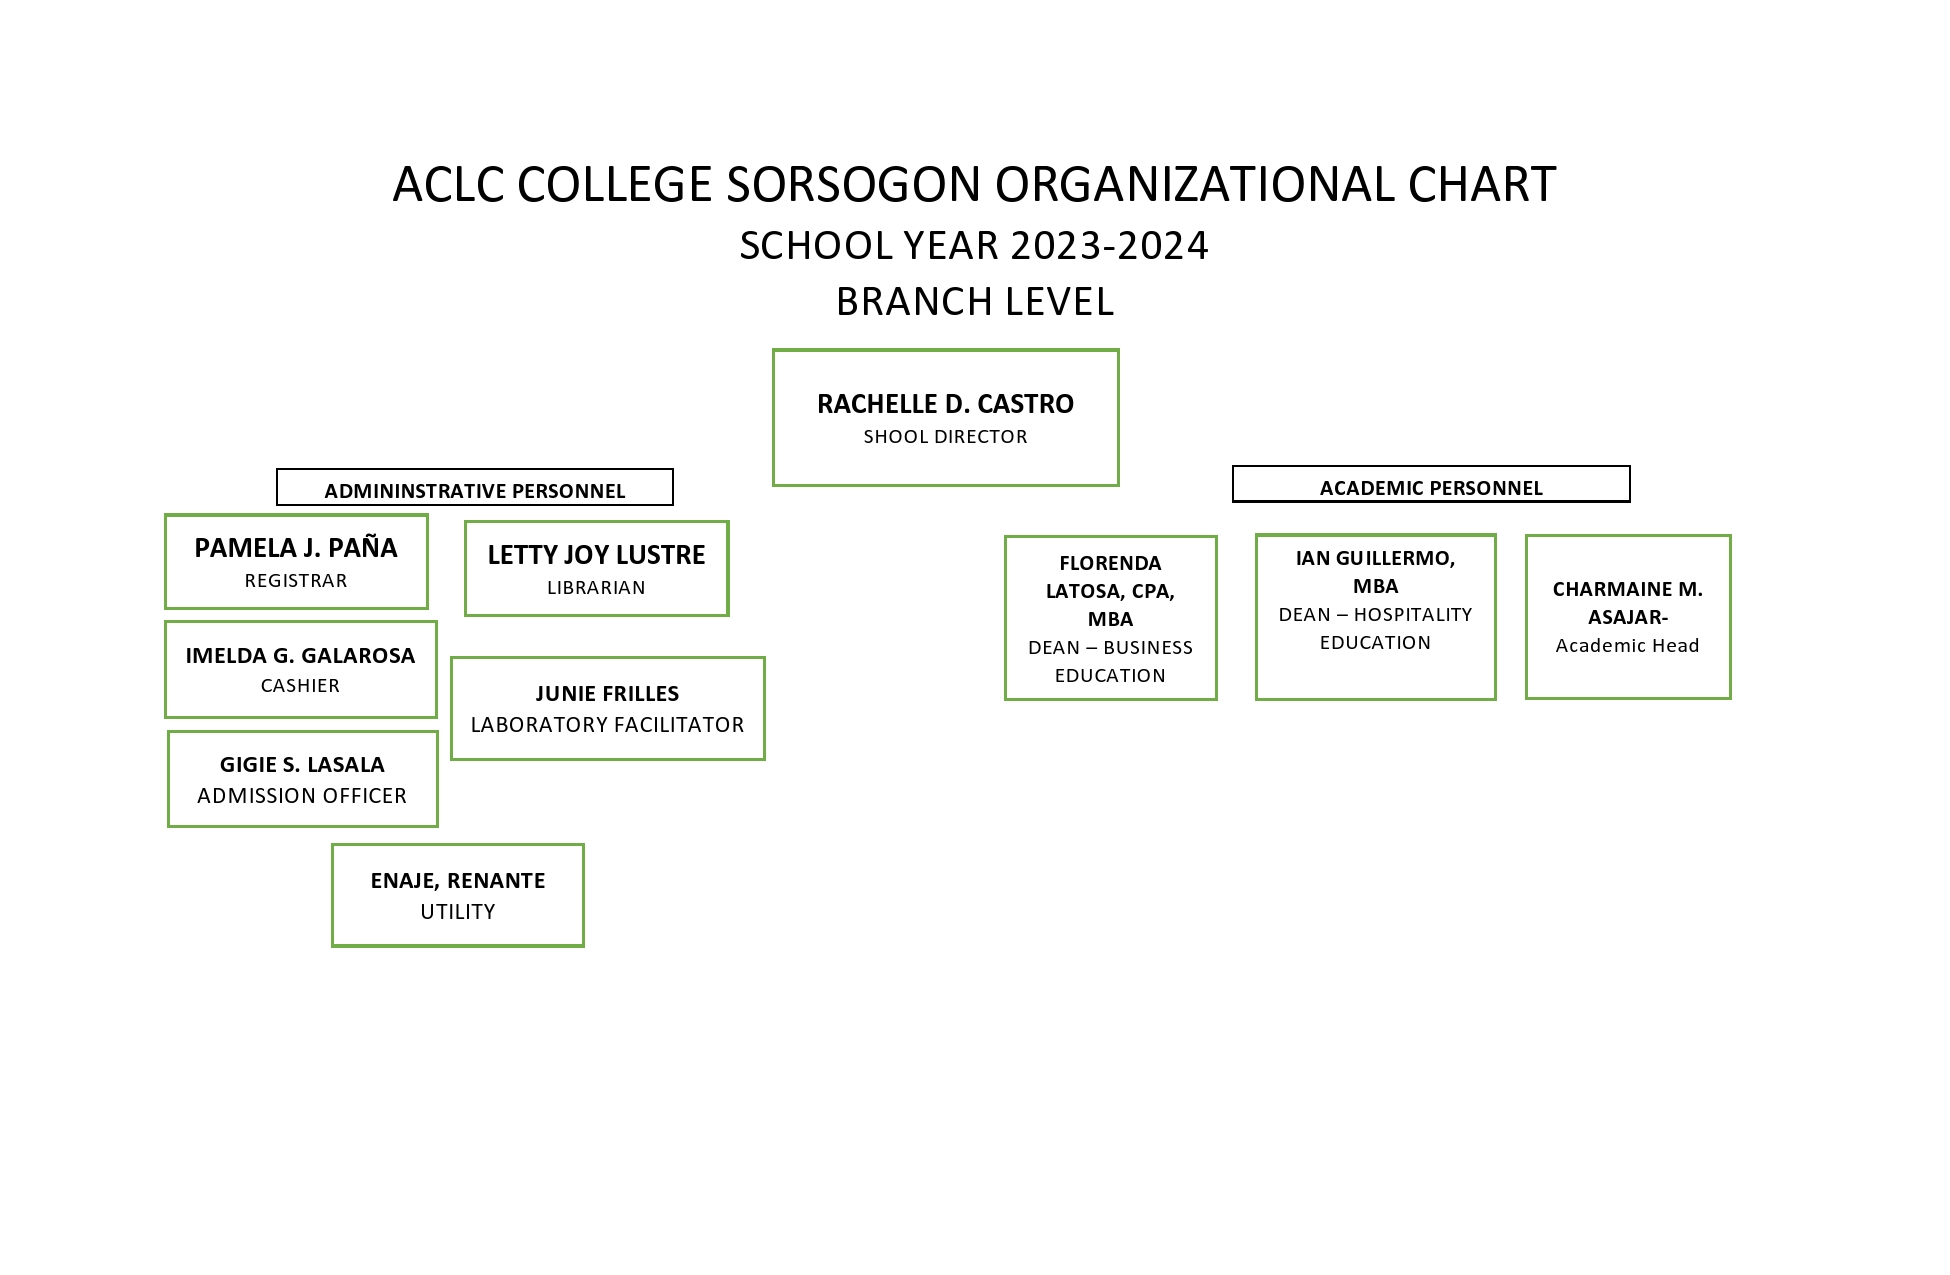 ACLC COLLEGE SORSOGON ORGANIZATIONAL CHART
SCHOOL YEAR 2023-2024
BRANCH LEVEL
RACHELLE D. CASTRO
SHOOL DIRECTOR
ADMININSTRATIVE PERSONNEL
PAMELA J. PAÑA
REGISTRAR
LETTY JOY LUSTRE
LIBRARIAN
IMELDA G. GALAROSA
CASHIER
JUNIE FRILLES
LABORATORY FACILITATOR
GIGIE S. LASALA
ADMISSION OFFICER
ENAJE, RENANTE
UTILITY
ACADEMIC PERSONNEL
FLORENDA
LATOSA, CPA,
MBA
DEAN – BUSINESS
EDUCATION
IAN GUILLERMO,
MBA
DEAN – HOSPITALITY
EDUCATION
CHARMAINE M.
ASAJAR-
Academic Head